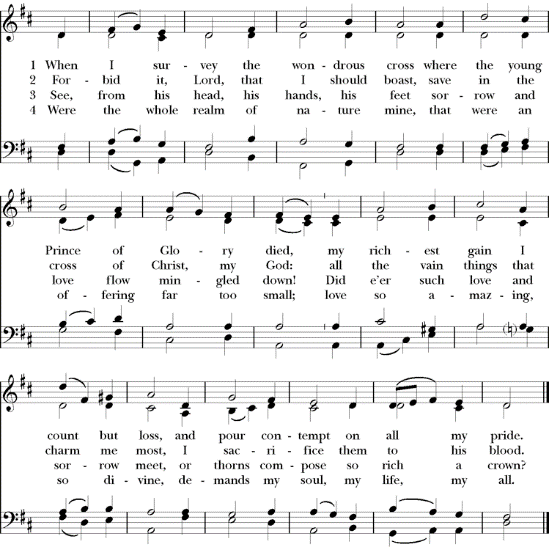 1 When I sur - vey the won - drous cross where the young
2 For - bid it, Lord, that I should boast, save in the
3 See, from his head, his hands, his feet sor - row and
4 Were the whole realm of na - ture mine, that were an
Prince of Glo - ry died, my rich - est gain I
cross of Christ, my God: all the vain things that
love flow min - gled down! Did e'er such love and
of - fering far too small; love so a - maz - ing,
count but loss, and pour con - tempt on all my pride.
charm me most, I sac - ri - fice them to his blood.
sor - row meet, or thorns com - pose so rich a crown?
so di - vine, de - mands my soul, my life, my all.